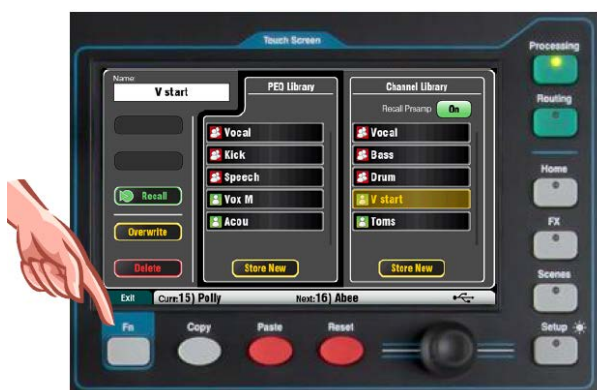 Touch Screen
Processing
Routing
Home
FX
Scenes
Setup
Name
V start
PEQ Library
Channel Library
Recall Preamp On
Vocal
Kick
Speech
Vox M
Acou
Vocal
Bass
Drum
V start
Toms
Recall
Overwrite
Delete
Store New
Store New
Exit
Curr:15) Polly
Next:16) Abee
Fn
Copy
Paste
Reset